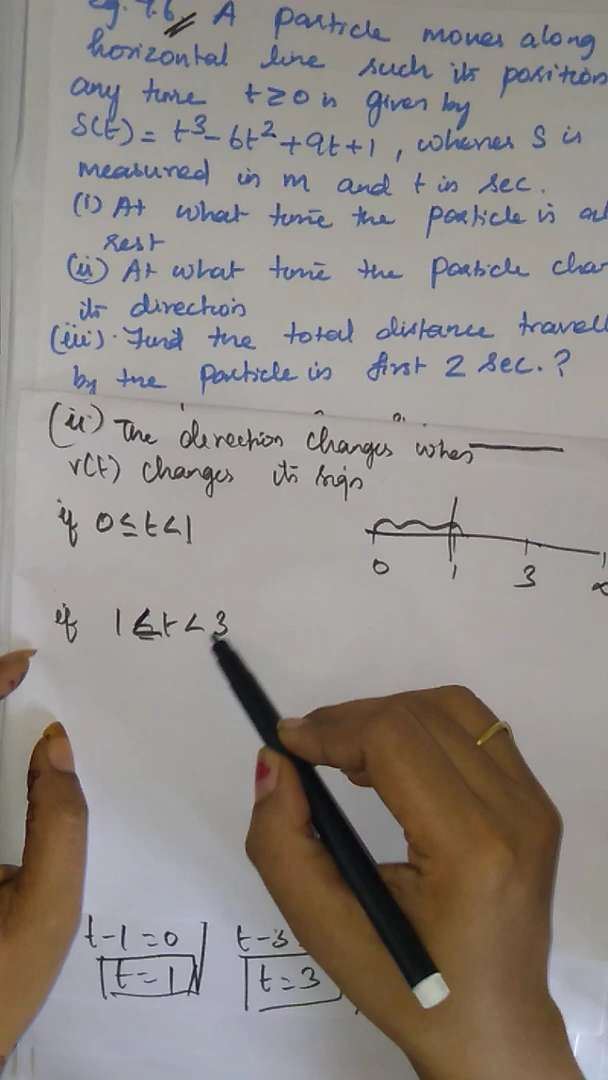 eg. 7.6 A particle moves along
horizontal line such its position
any time t≥0 is given by
S(t) = t³-6t²+9t+1, wheres S is
measured in m and t in sec.
(i) At what time the particle is at
rest
(ii) At what time the particle chan
its direction
(iii). Find the total distance travell
by the particle in first 2 sec.?
(ii) The direction changes when
v(t) changes its sign
if 0≤t<1
0 1 3 ∞
if 1≤t<3
t-1=0 t-3
t=1 t=3